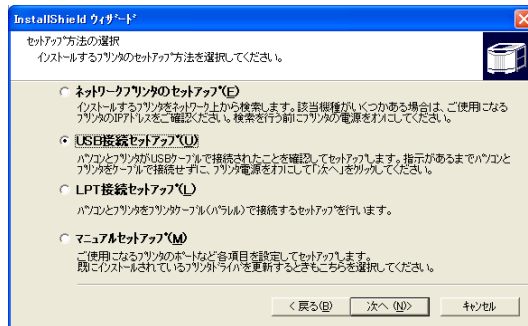 InstallShield ウィザード
セットアップ方法の選択
インストールするプリンタのセットアップ方法を選択してください。
ネットワークプリンタのセットアップ(E)
インストールするプリンタをネットワーク上から検索します。該当機種がいくつかある場合は、ご使用になる
プリンタのIPアドレスをご確認ください。検索を行う前にプリンタの電源をオンにしてください。
USB接続セットアップ(U)
パソコンとプリンタがUSBケーブルで接続されたことを確認してセットアップします。指示があるまでパソコンと
プリンタをケーブルで接続せずに、プリンタ電源をオフにして「次へ」をクリックしてください。
LPT接続セットアップ(L)
パソコンとプリンタをプリンタケーブル(パラレル)で接続するセットアップを行います。
マニュアルセットアップ(M)
ご使用になるプリンタのポートなど各項目を設定してセットアップします。
既にインストールされているプリンタドライバを更新するときもこちらを選択してください。
< 戻る(B)
次へ (N)>
キャンセル